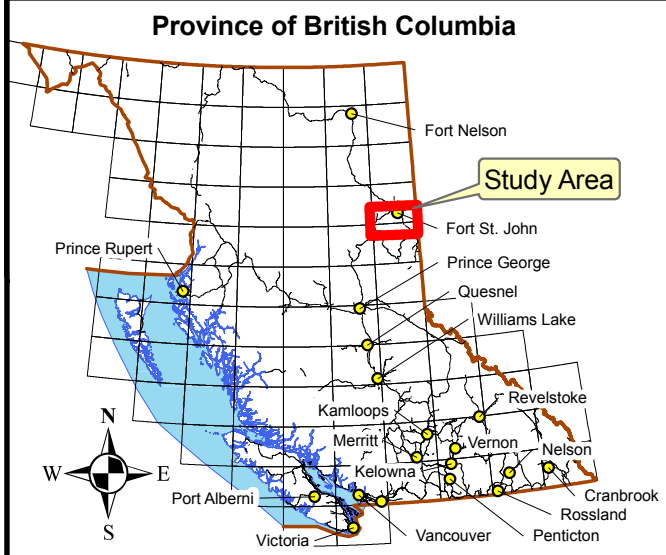 Province of British Columbia
Fort Nelson
Study Area
Fort St. John
Prince Rupert
Prince George
Quesnel
Williams Lake
Revelstoke
Kamloops
Merritt
Vernon
Nelson
Kelowna
N
W E
S
Port Alberni
Cranbrook
Rossland
Vancouver
Penticton
Victoria